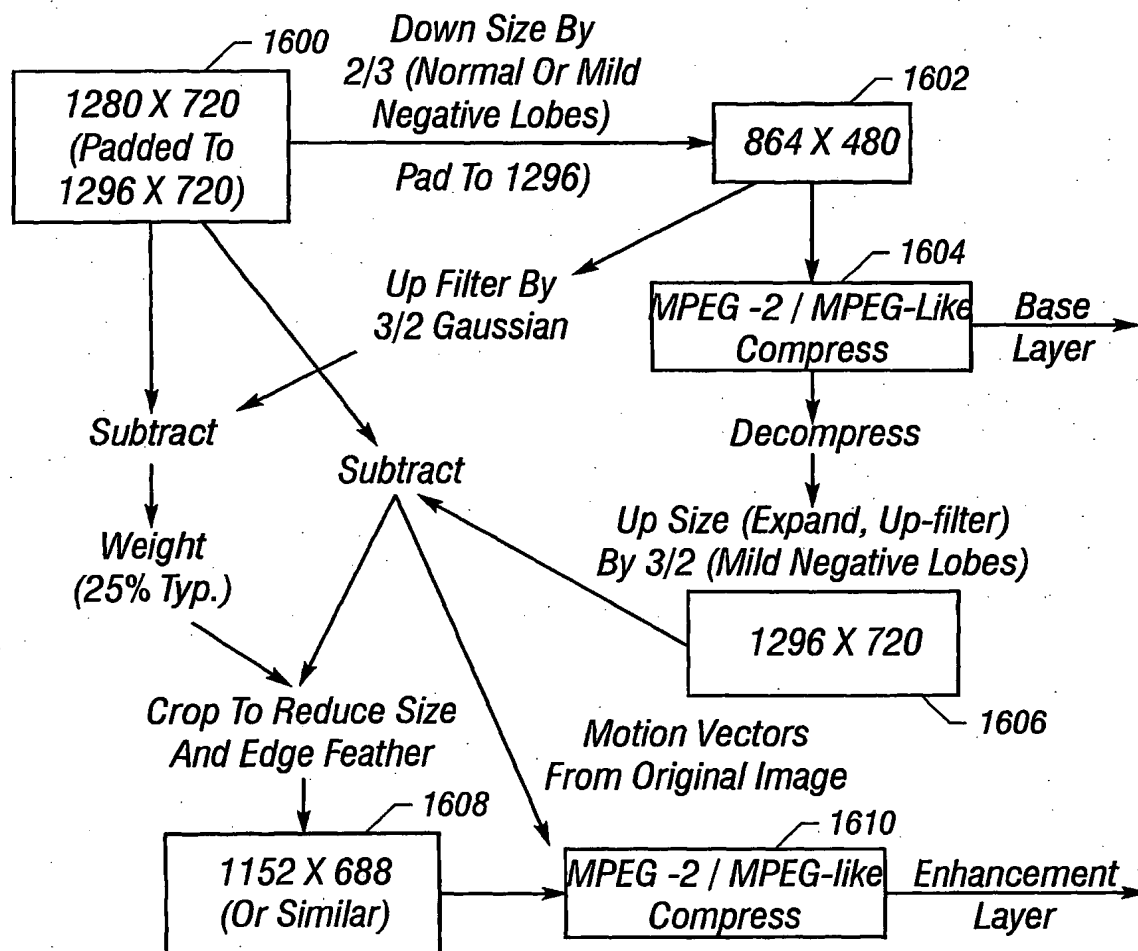 1600
1280 X 720
(Padded To
1296 X 720)
Down Size By
2/3 (Normal Or Mild
Negative Lobes)
Pad To 1296)
1602
864 X 480
Up Filter By
3/2 Gaussian
1604
MPEG -2 / MPEG-Like
Compress
Base
Layer
Subtract
Subtract
Decompress
Weight
(25% Typ.)
Up Size (Expand, Up-filter)
By 3/2 (Mild Negative Lobes)
1296 X 720
1606
Crop To Reduce Size
And Edge Feather
Motion Vectors
From Original Image
1608
1152 X 688
(Or Similar)
1610
MPEG -2 / MPEG-like
Compress
Enhancement
Layer